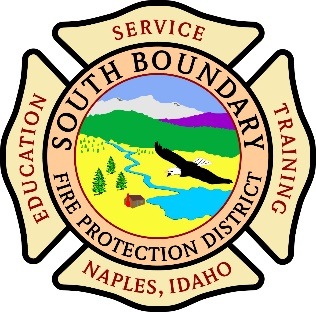 SERVICE
SOUTH BOUNDARY
EDUCATION
TRAINING
FIRE PROTECTION DISTRICT
NAPLES, IDAHO